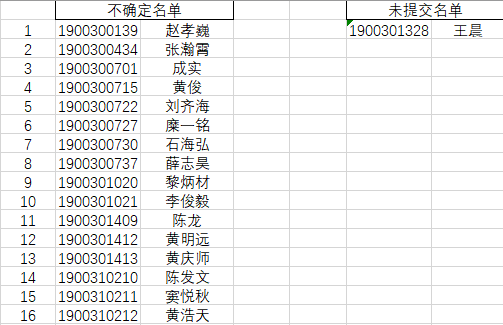 不确定名单 未提交名单
1 1900300139 赵孝巍 1900301328 王晨
2 1900300434 张瀚霄
3 1900300701 成实
4 1900300715 黄俊
5 1900300722 刘齐海
6 1900300727 糜一铭
7 1900300730 石海弘
8 1900300737 薛志昊
9 1900301020 黎炳材
10 1900301021 李俊毅
11 1900301409 陈龙
12 1900301412 黄明远
13 1900301413 黄庆师
14 1900310210 陈发文
15 1900310211 窦悦秋
16 1900310212 黄浩天